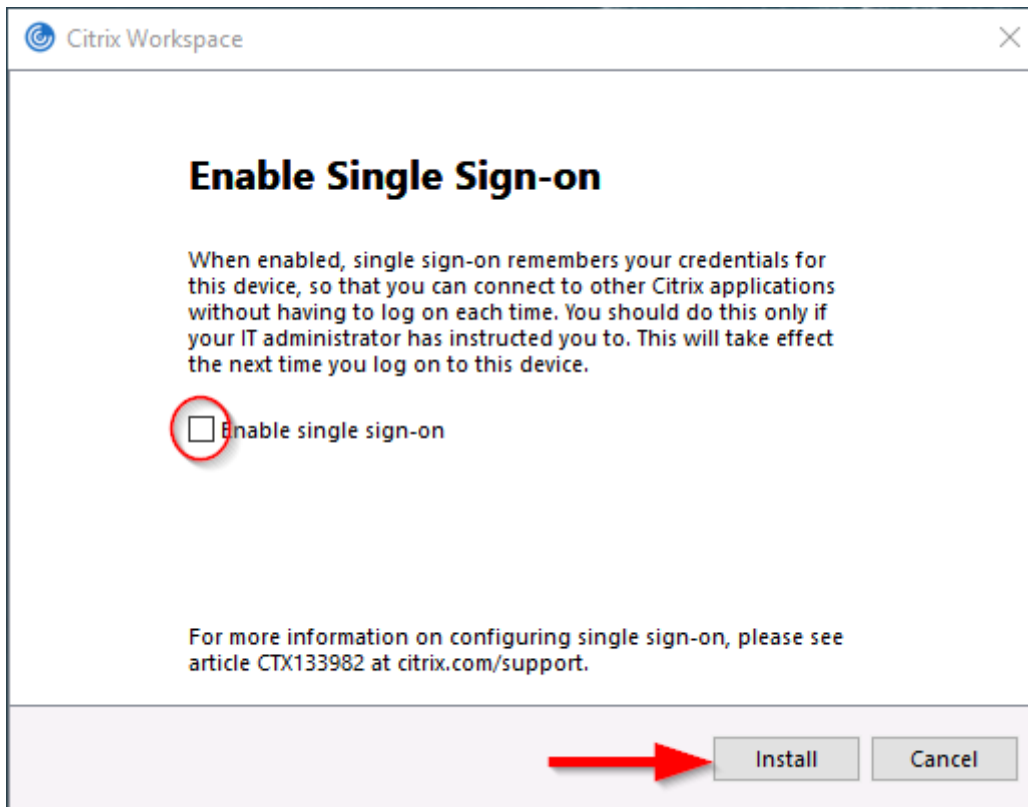 Citrix Workspace
Enable Single Sign-on
When enabled, single sign-on remembers your credentials for
this device, so that you can connect to other Citrix applications
without having to log on each time. You should do this only if
your IT administrator has instructed you to. This will take effect
the next time you log on to this device.
Enable single sign-on
For more information on configuring single sign-on, please see
article CTX133982 at citrix.com/support.
Install
Cancel